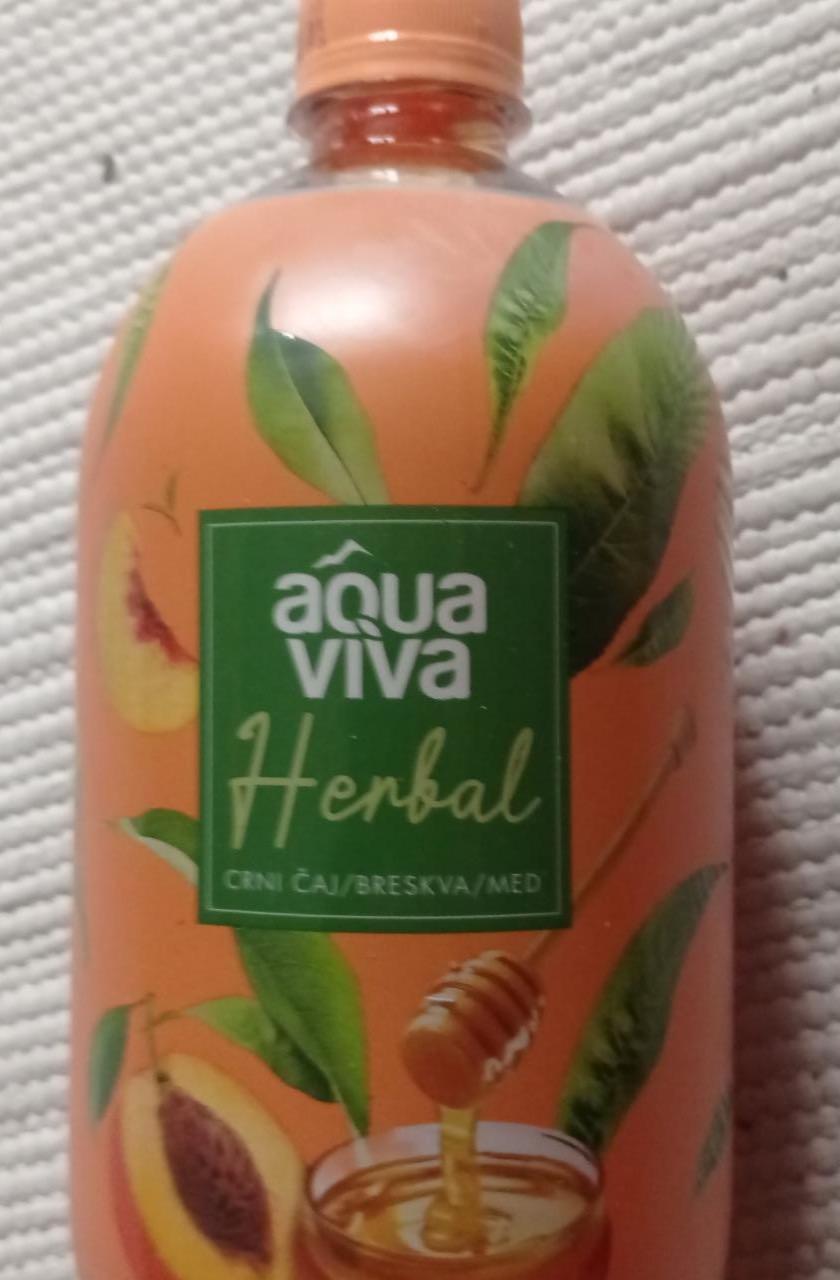 aqua
viva
Herbal
CRNI ČAJ/BRESKVA/MED